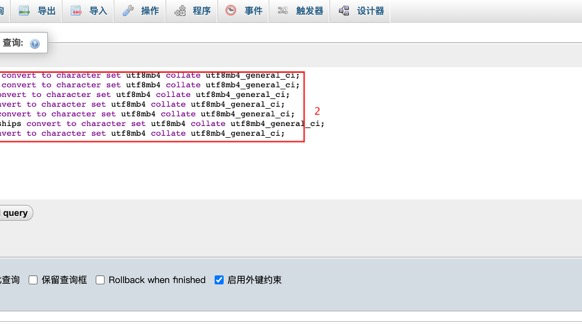 导出 导入 操作 程序 事件 触发器 设计器
查询:
convert to character set utf8mb4 collate utf8mb4_general_ci;
convert to character set utf8mb4 collate utf8mb4_general_ci;
convert to character set utf8mb4 collate utf8mb4_general_ci;
convert to character set utf8mb4 collate utf8mb4_general_ci;
convert to character set utf8mb4 collate utf8mb4_general_ci; 2
ships convert to character set utf8mb4 collate utf8mb4_general_ci;
convert to character set utf8mb4 collate utf8mb4_general_ci;
query
查询 保留查询框 Rollback when finished 启用外键约束